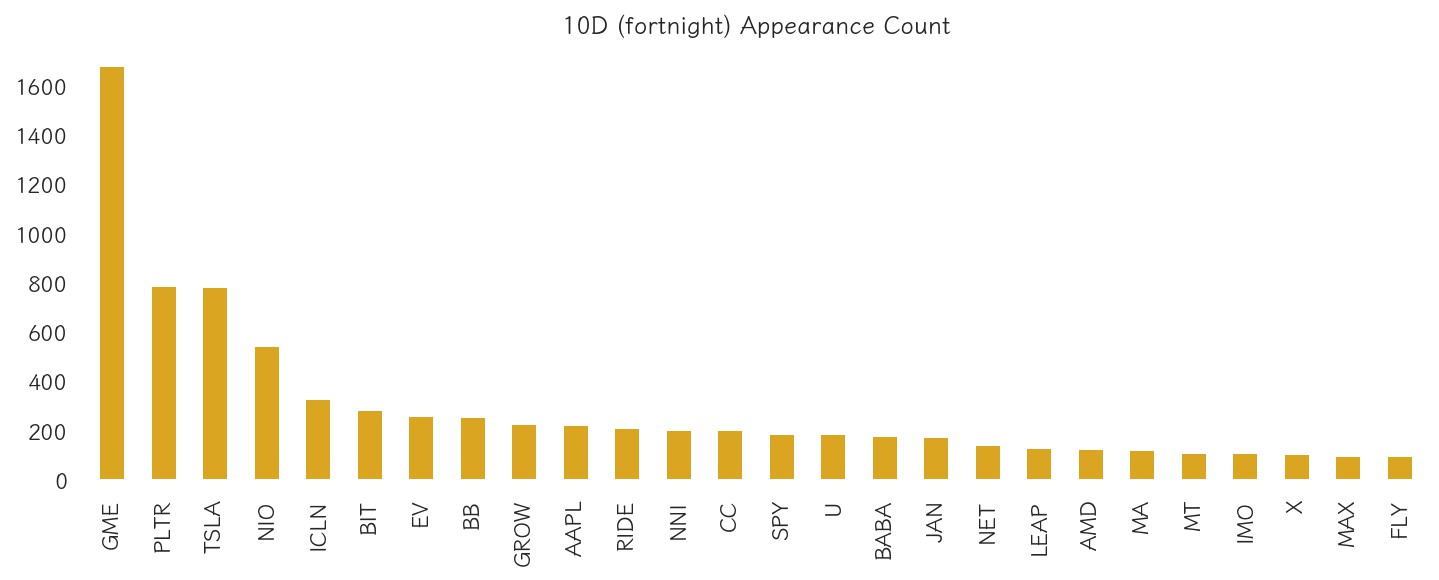 10D (fortnight) Appearance Count
1600
1400
1200
1000
800
600
400
200
0
GME
PLTR
TSLA
NIO
ICLN
BIT
EV
BB
GROW
AAPL
RIDE
NNI
CC
SPY
U
BABA
JAN
NET
LEAP
AMD
MA
MT
IMO
X
MAX
FLY